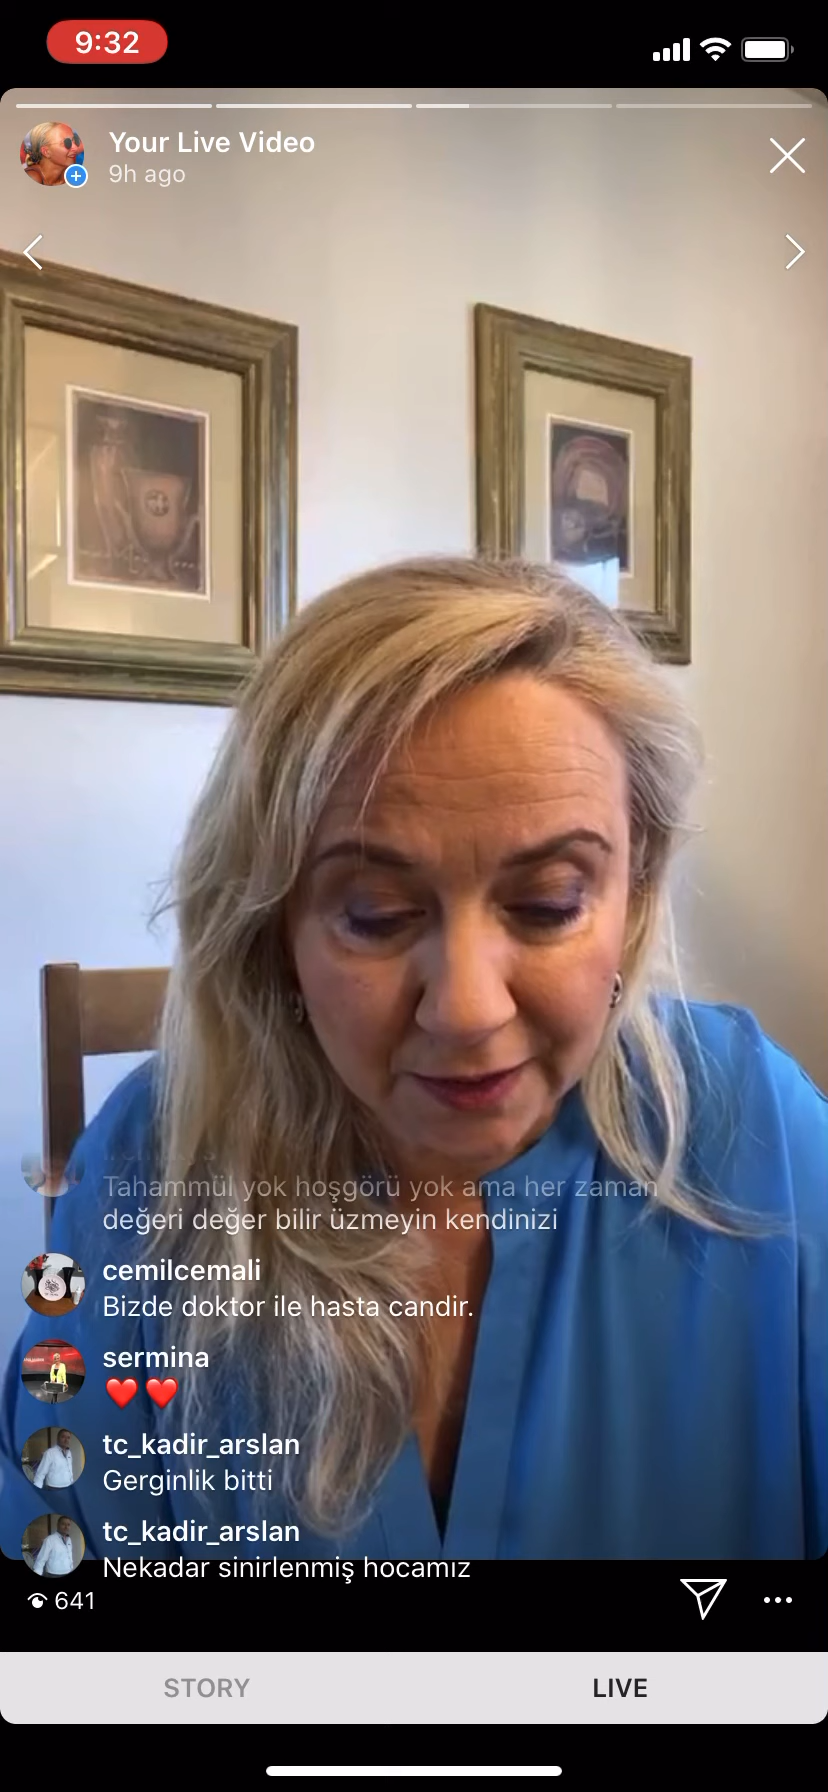 9:32
Your Live Video
9h ago
Tahammül yok hoşgörü yok ama her zaman
değeri değer bilir üzmeyin kendinizi
cemilcemali
Bizde doktor ile hasta candir.
sermina
❤️❤️
tc_kadir_arslan
Gerginlik bitti
tc_kadir_arslan
Nekadar sinirlenmiş hocamız
641
STORY
LIVE